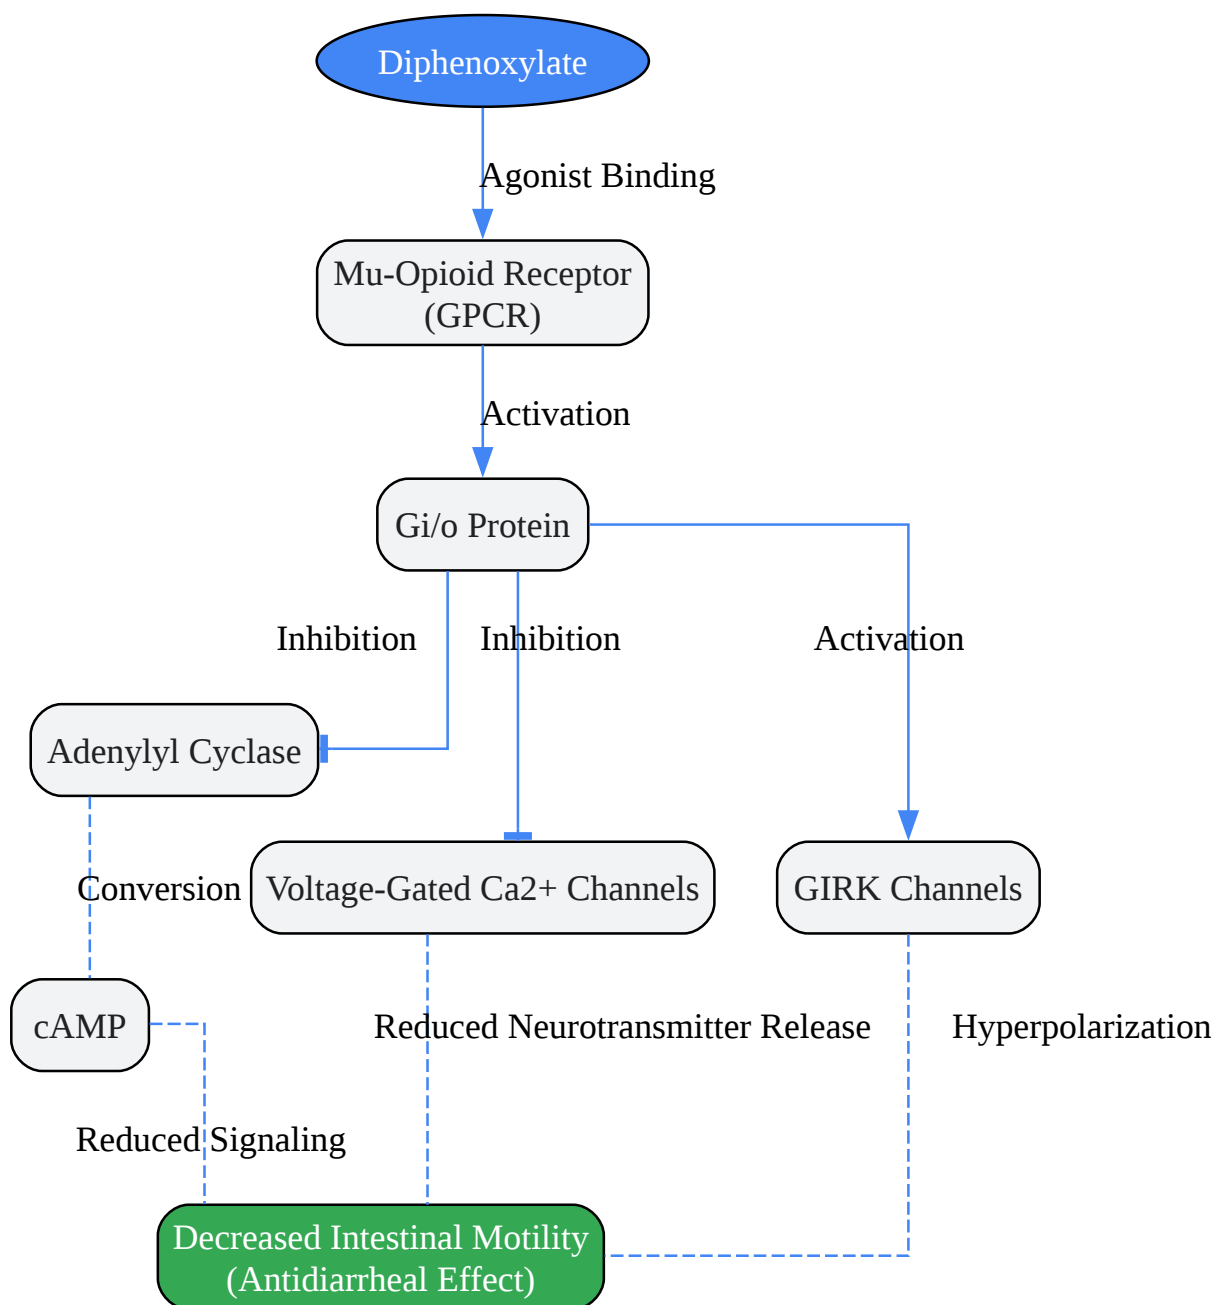 Diphenoxylate
Agonist Binding
Mu-Opioid Receptor
(GPCR)
Activation
Gi/o Protein
Inhibition
Inhibition
Activation
Adenylyl Cyclase
Conversion
Voltage-Gated Ca2+ Channels
GIRK Channels
cAMP
Reduced Neurotransmitter Release
Hyperpolarization
Reduced Signaling
Decreased Intestinal Motility
(Antidiarrheal Effect)